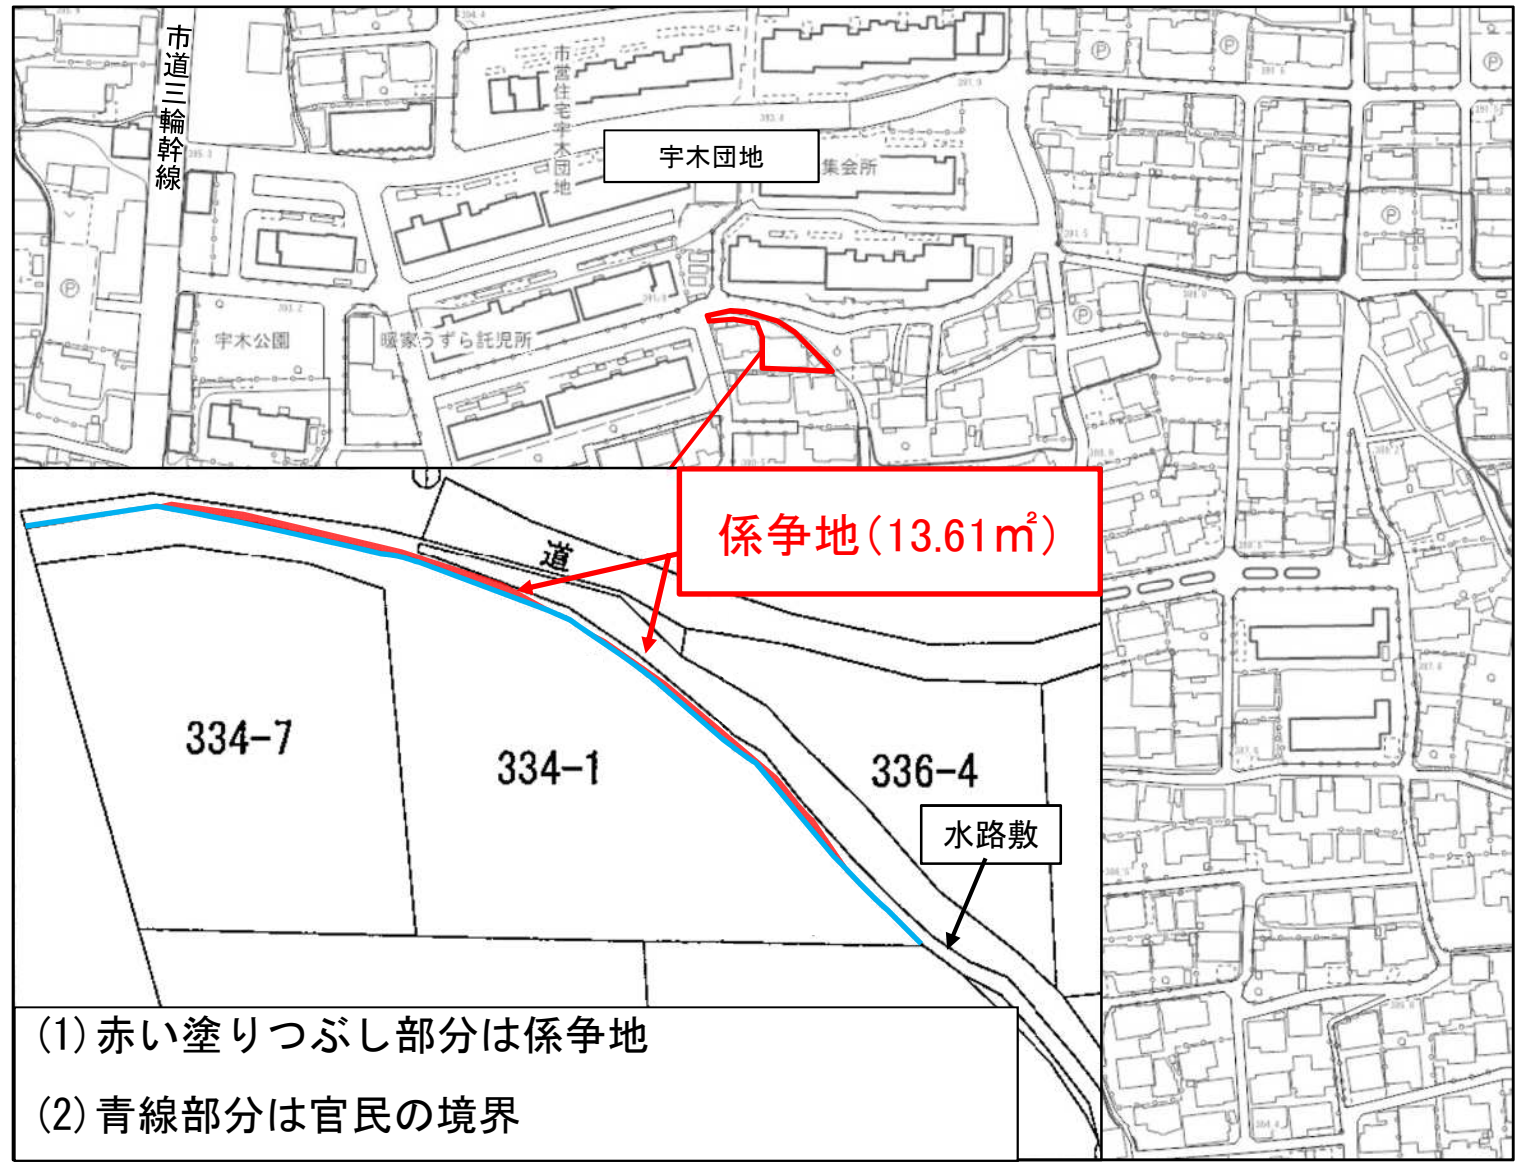 市道三輪幹線
市営住宅宇木団地
宇木団地
集会所
宇木公園
暖家うずら託児所
係争地(13.61㎡)
道
334-7
334-1
336-4
水路敷
(1)赤い塗りつぶし部分は係争地
(2)青線部分は官民の境界